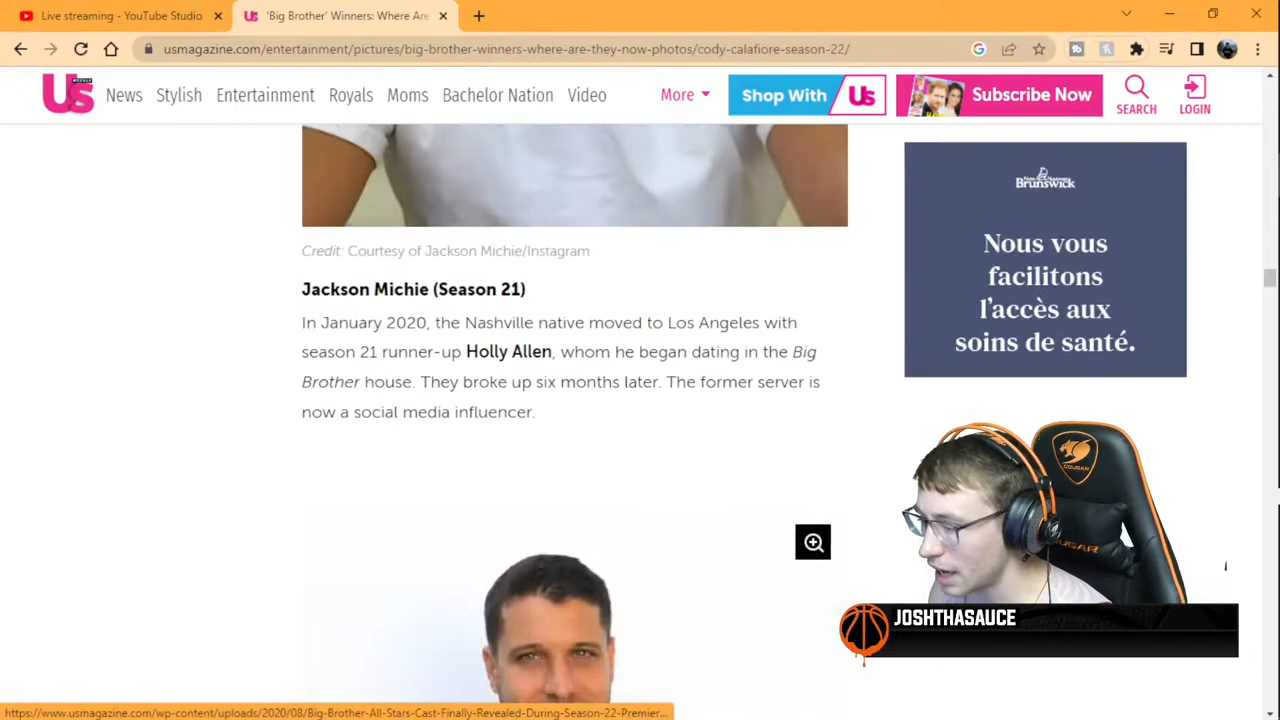 Live streaming - YouTube Studio
'Big Brother' Winners: Where Are
usmagazine.com/entertainment/pictures/big-brother-winners-where-are-they-now-photos/cody-calafiore-season-22/
Us WEEKLY
News Stylish Entertainment Royals Moms Bachelor Nation Video
More
Shop With Us
Subscribe Now
SEARCH
LOGIN
Credit: Courtesy of Jackson Michie/Instagram
Jackson Michie (Season 21)
In January 2020, the Nashville native moved to Los Angeles with
season 21 runner-up Holly Allen, whom he began dating in the Big
Brother house. They broke up six months later. The former server is
now a social media influencer.
Brunswick
Nous vous
facilitons
l'accès aux
soins de santé.
COUGAR
COUGAR
JOSHTHASAUCE
https://www.usmagazine.com/wp-content/uploads/2020/08/Big-Brother-All-Stars-Cast-Finally-Revealed-During-Season-22-Premier...